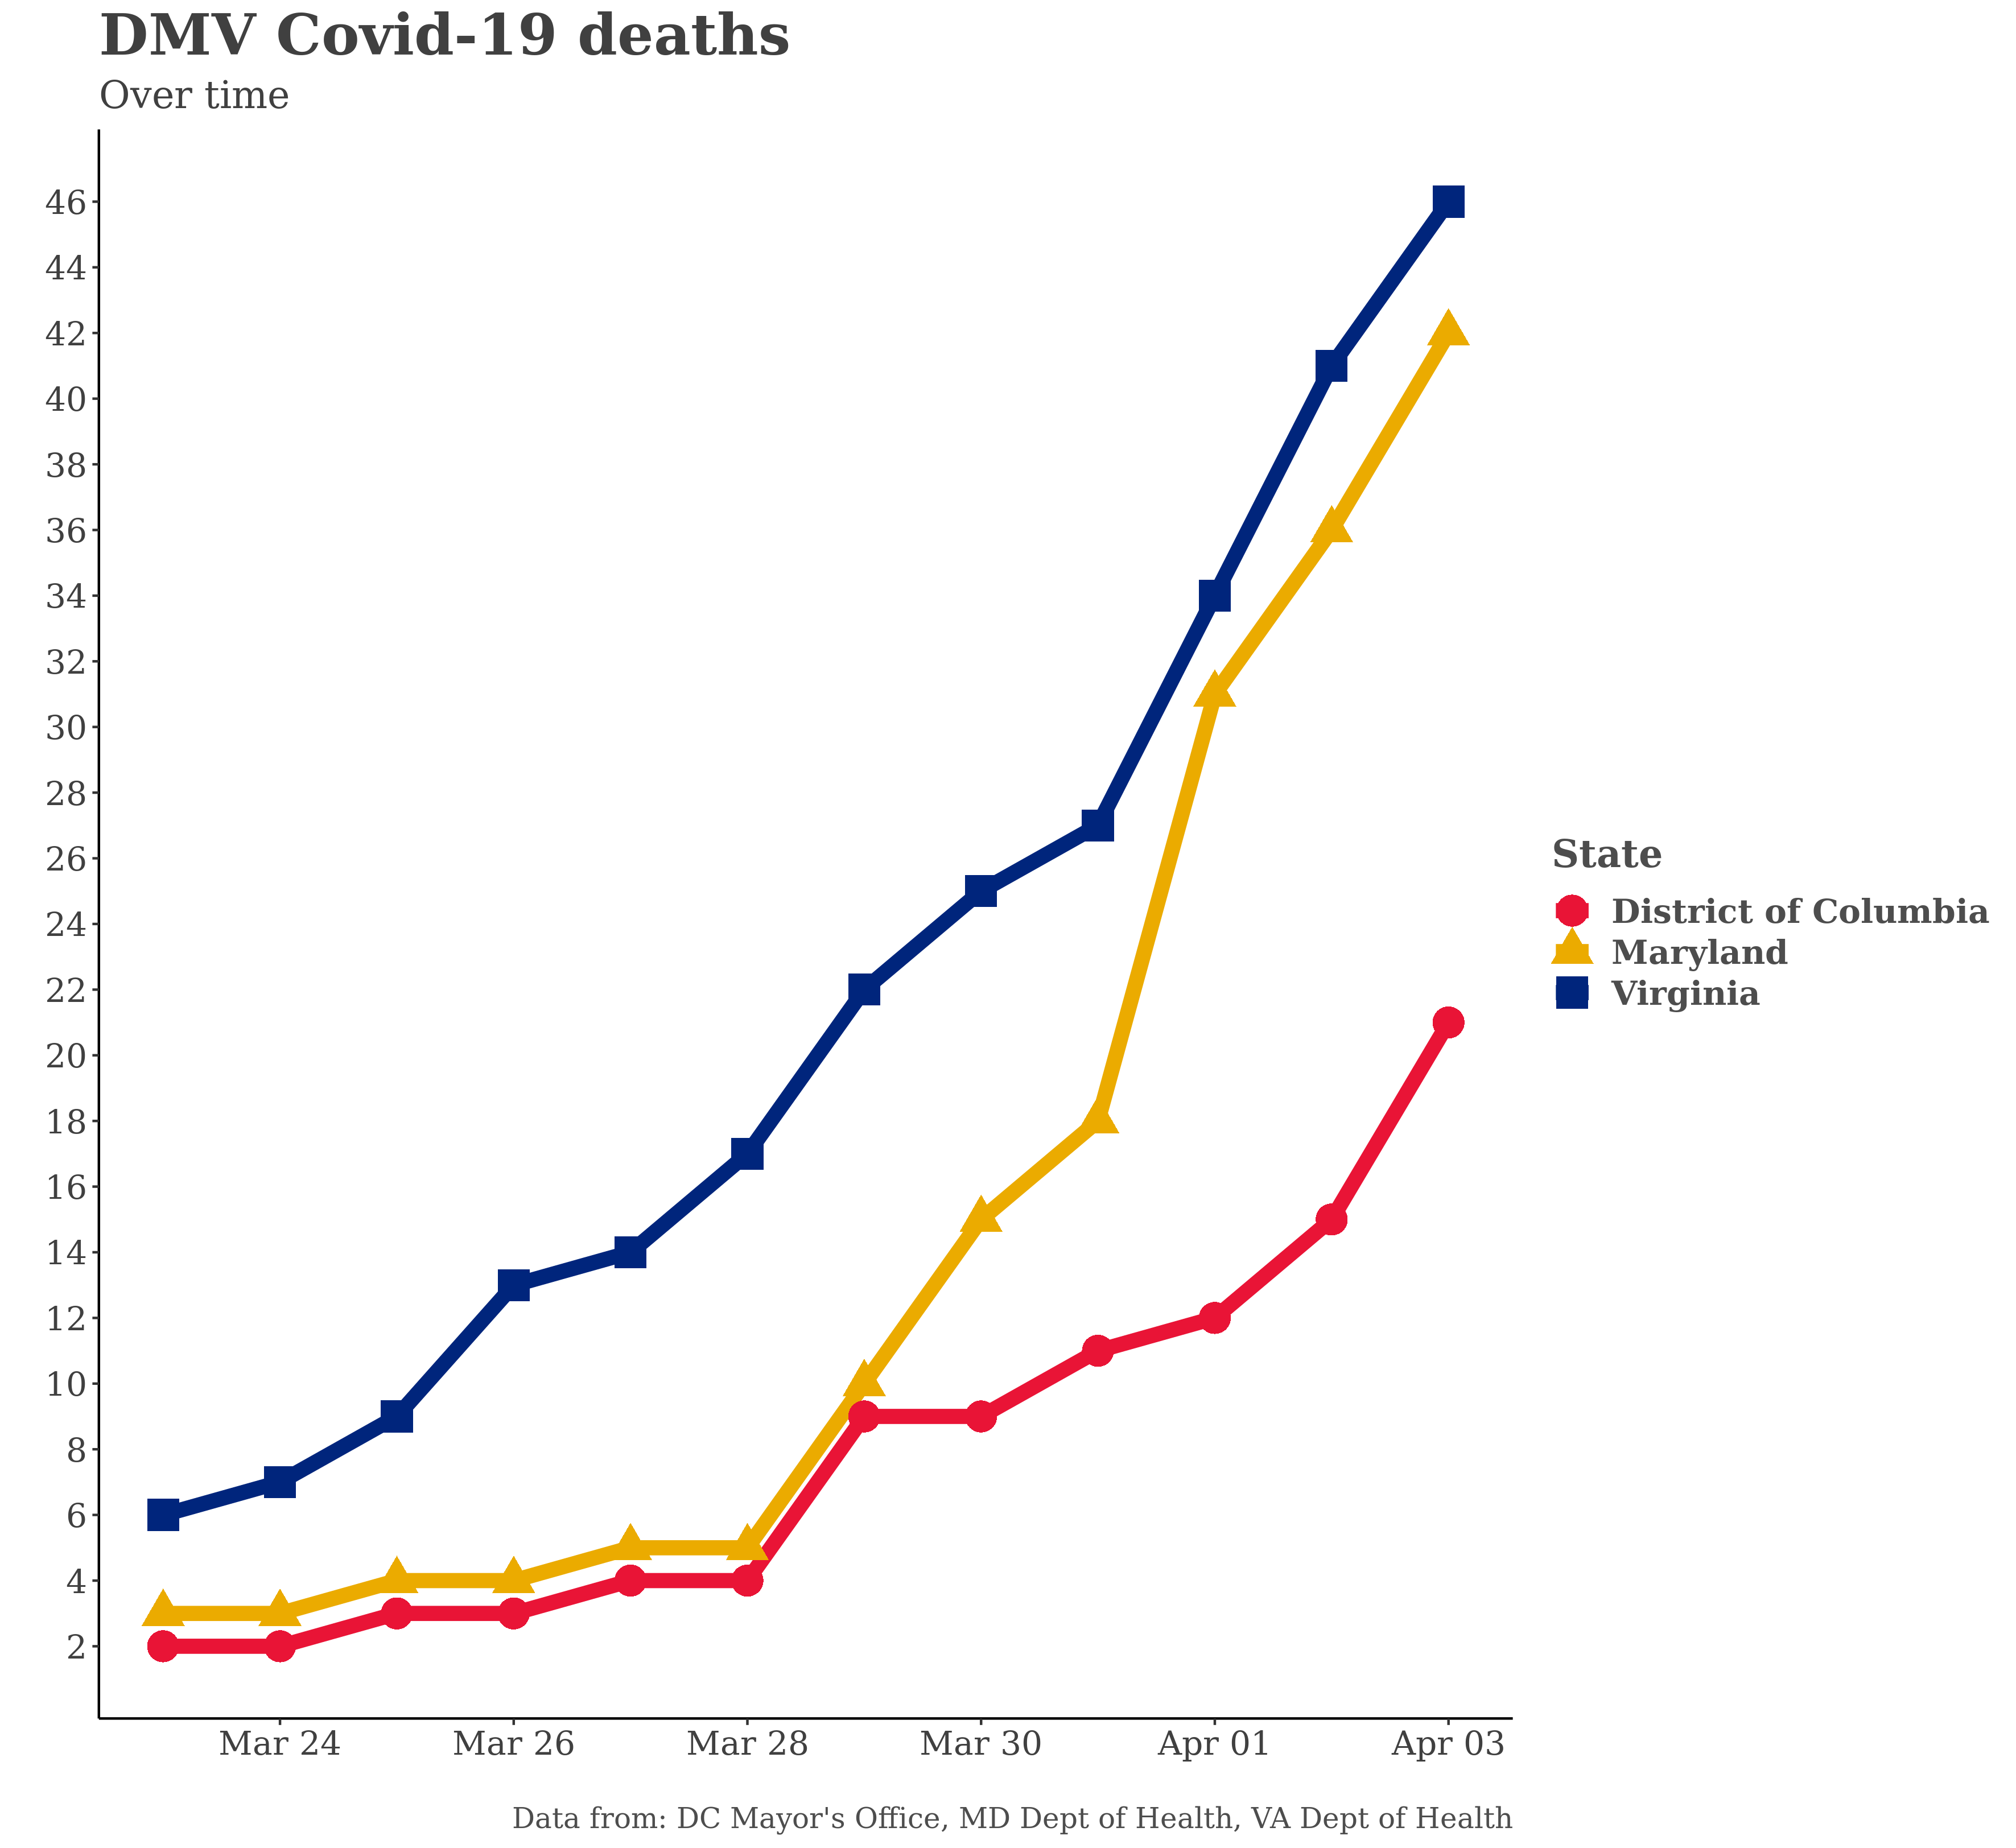 DMV Covid-19 deaths
Over time
46
44
42
40
38
36
34
32
30
28
26
24
22
20
18
16
14
12
10
8
6
4
2
Mar 24 Mar 26 Mar 28 Mar 30 Apr 01 Apr 03
State
District of Columbia
Maryland
Virginia
Data from: DC Mayor's Office, MD Dept of Health, VA Dept of Health